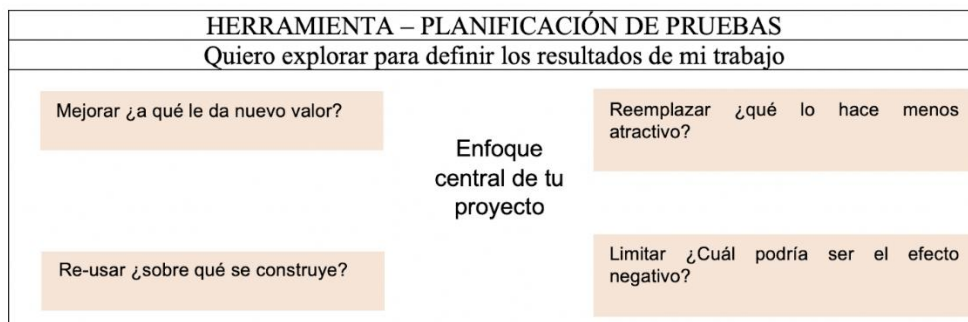 HERRAMIENTA – PLANIFICACIÓN DE PRUEBAS
Quiero explorar para definir los resultados de mi trabajo
Mejorar ¿a qué le da nuevo valor?
Reemplazar ¿qué lo hace menos
atractivo?
Enfoque
central de tu
proyecto
Re-usar ¿sobre qué se construye?
Limitar ¿Cuál podría ser el efecto
negativo?